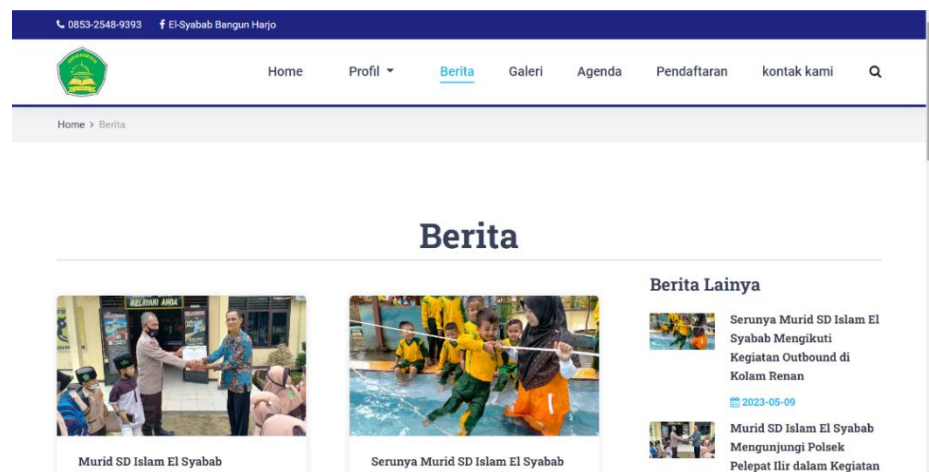 0853-2548-9393 El-Syabab Bangun Harjo
Home Profil Berita Galeri Agenda Pendaftaran kontak kami
Home > Berita
Berita
MELAYANI ANDA
Murid SD Islam El Syabab
Serunya Murid SD Islam El Syabab
Berita Lainya
Serunya Murid SD Islam El
Syabab Mengikuti
Kegiatan Outbound di
Kolam Renan
2023-05-09
Murid SD Islam El Syabab
Mengunjungi Polsek
Pelepat Ilir dalam Kegiatan